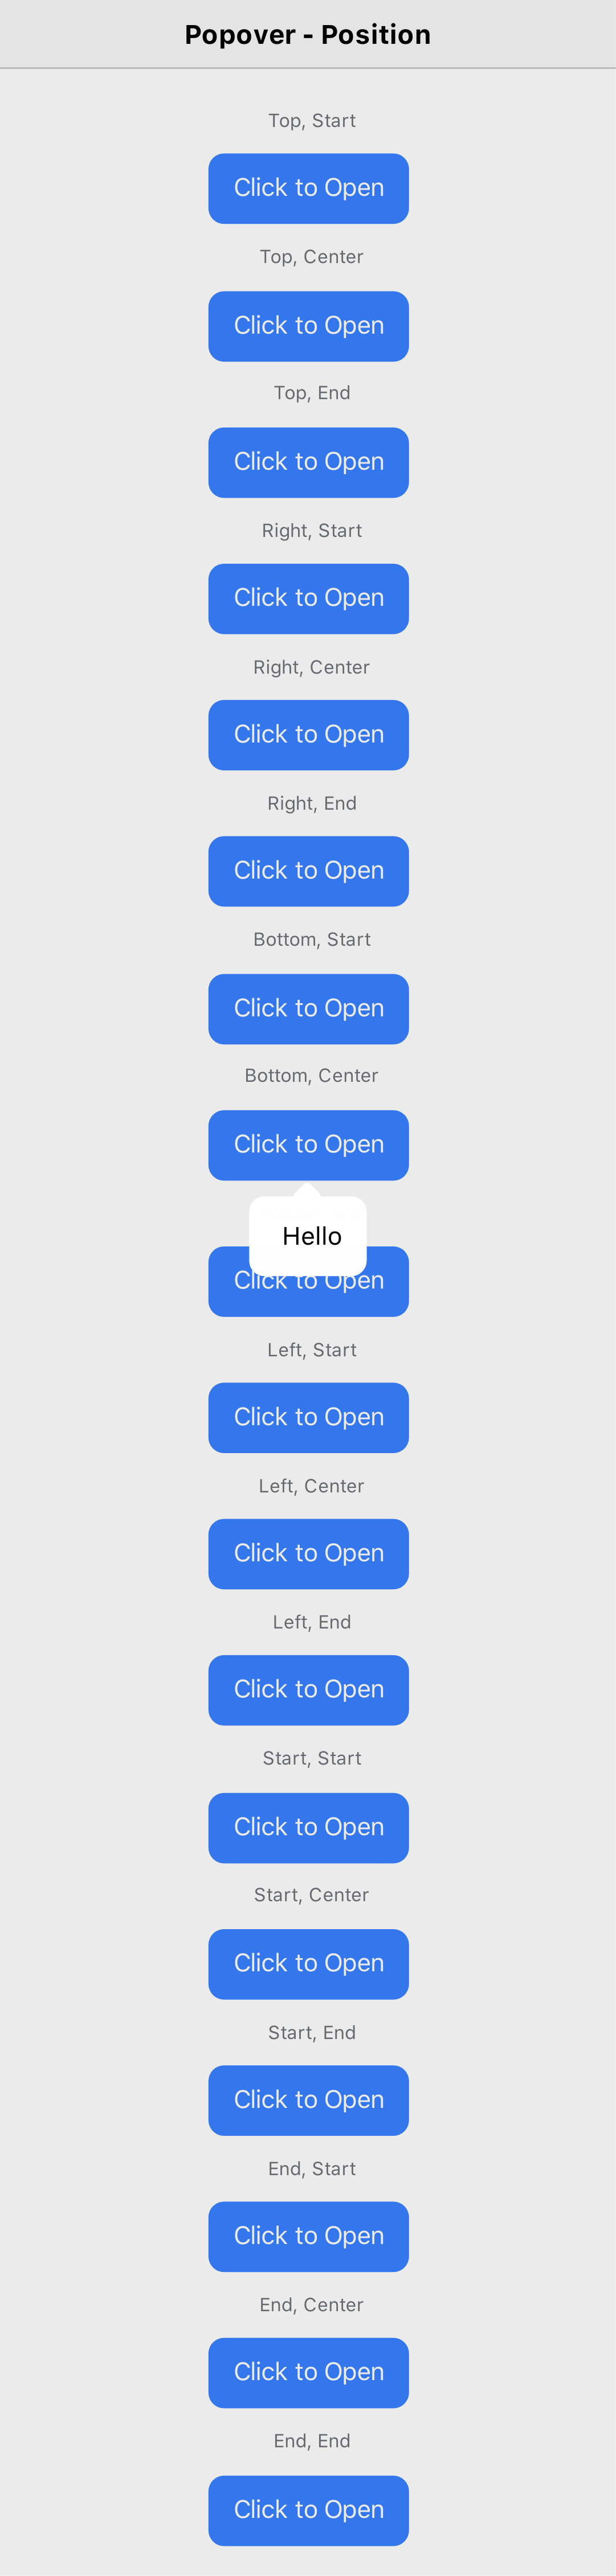 Popover - Position
Top, Start
Click to Open
Top, Center
Click to Open
Top, End
Click to Open
Right, Start
Click to Open
Right, Center
Click to Open
Right, End
Click to Open
Bottom, Start
Click to Open
Bottom, Center
Click to Open
Hello
Click to Open
Left, Start
Click to Open
Left, Center
Click to Open
Left, End
Click to Open
Start, Start
Click to Open
Start, Center
Click to Open
Start, End
Click to Open
End, Start
Click to Open
End, Center
Click to Open
End, End
Click to Open